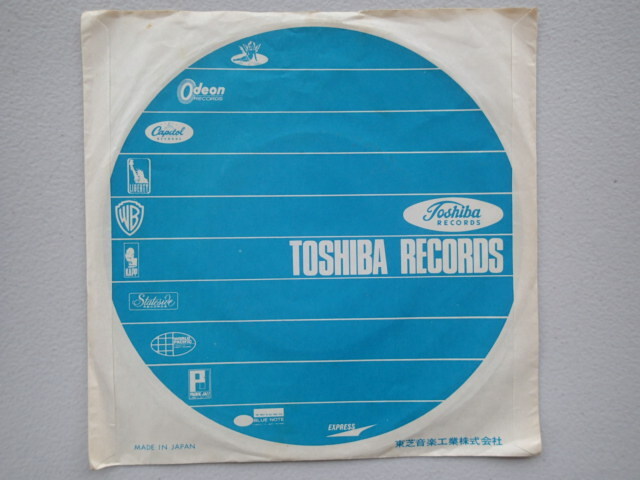 Odeon
RECORDS
Capitol
RECORDS
LIBERTY
WB
Toshiba
RECORDS
TOSHIBA RECORDS
KAPP
Stateside
P
BLUE NOTE
EXPRESS
MADE IN JAPAN
東芝音楽工業株式会社